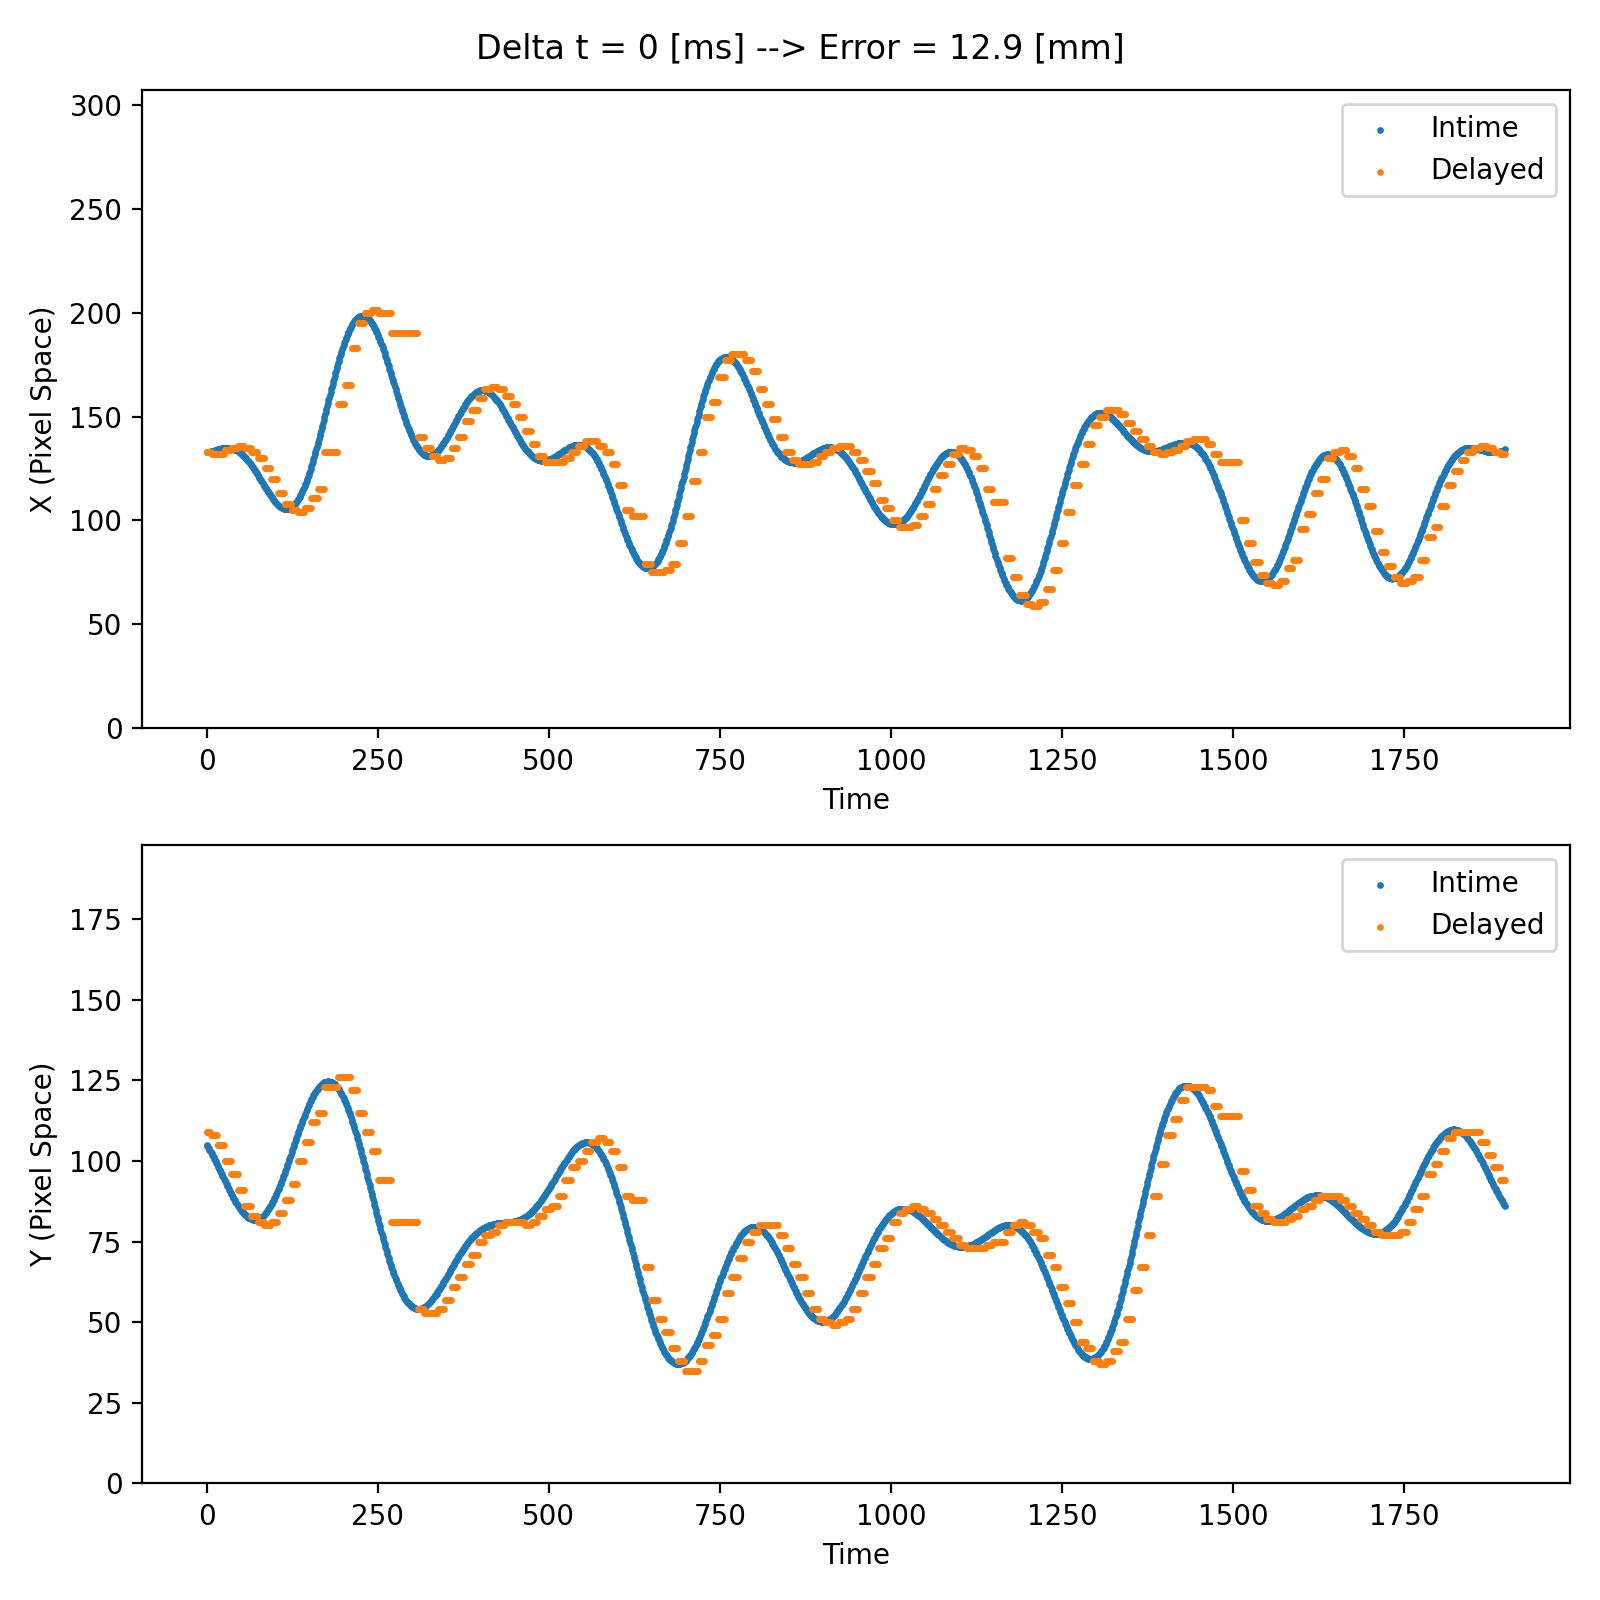 Delta t = 0 [ms] --> Error = 12.9 [mm]
300
250
200
150
100
50
0
X (Pixel Space)
Intime
Delayed
0 250 500 750 1000 1250 1500 1750
Time
175
150
125
100
75
50
25
0
Y (Pixel Space)
Intime
Delayed
0 250 500 750 1000 1250 1500 1750
Time